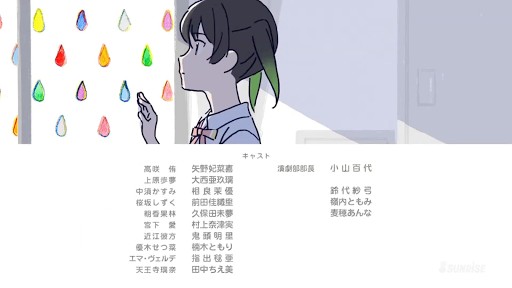 キャスト
高咲 侑 矢野妃菜喜
上原歩夢 大西亜玖璃
中須かすみ 相良茉優
桜坂しずく 前田佳織里
朝香果林 久保田未夢
宮下 愛 村上奈津実
近江彼方 鬼頭明里
優木せつ菜 楠木ともり
エマ・ヴェルデ 指出毬亜
天王寺璃奈 田中ちえ美
演劇部部長 小山百代
鈴代紗弓
磯内ともみ
麦穂あんな
SUNRISE